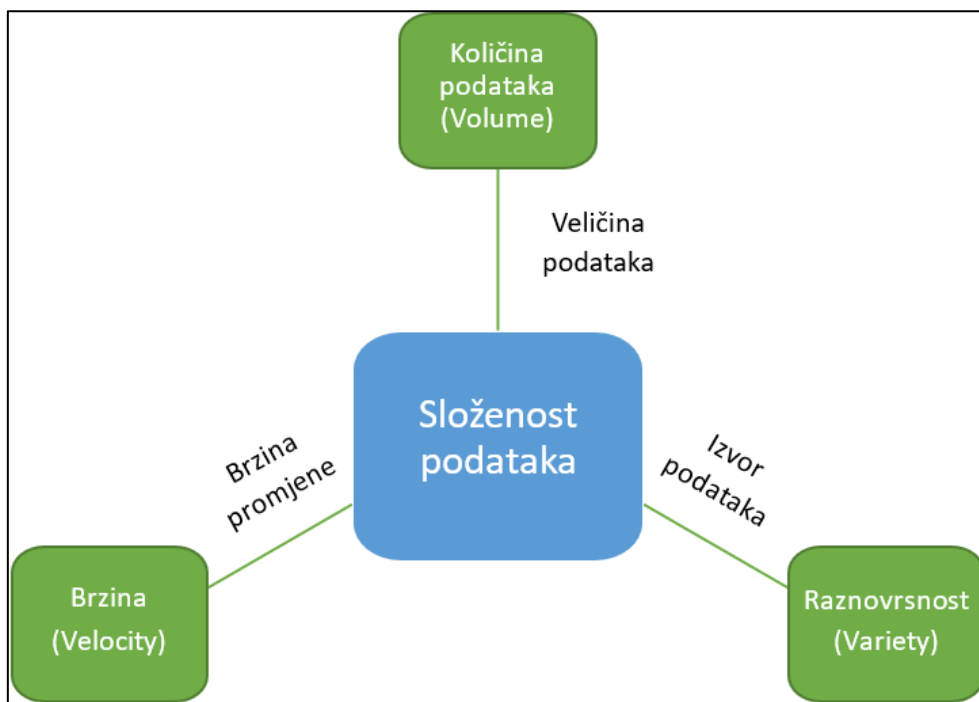 Količina
podataka
(Volume)
Veličina
podataka
Složenost
podataka
Brzina
promjene
Izvor
podataka
Brzina
(Velocity)
Raznovrsnost
(Variety)